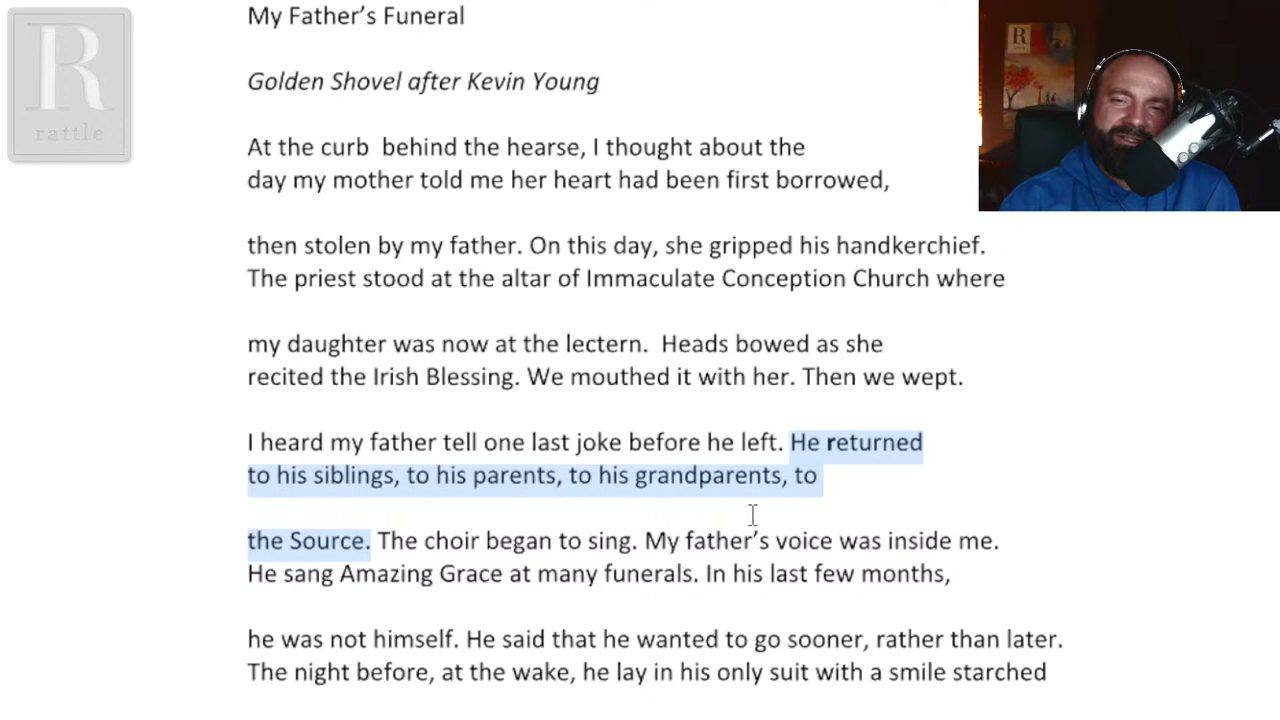 R
rattle
R
My Father’s Funeral
Golden Shovel after Kevin Young
At the curb  behind the hearse, I thought about the
day my mother told me her heart had been first borrowed,
then stolen by my father. On this day, she gripped his handkerchief.
The priest stood at the altar of Immaculate Conception Church where
my daughter was now at the lectern.  Heads bowed as she
recited the Irish Blessing. We mouthed it with her. Then we wept.
I heard my father tell one last joke before he left. He returned
to his siblings, to his parents, to his grandparents, to
the Source. The choir began to sing. My father’s voice was inside me.
He sang Amazing Grace at many funerals. In his last few months,
he was not himself. He said that he wanted to go sooner, rather than later.
The night before, at the wake, he lay in his only suit with a smile starched